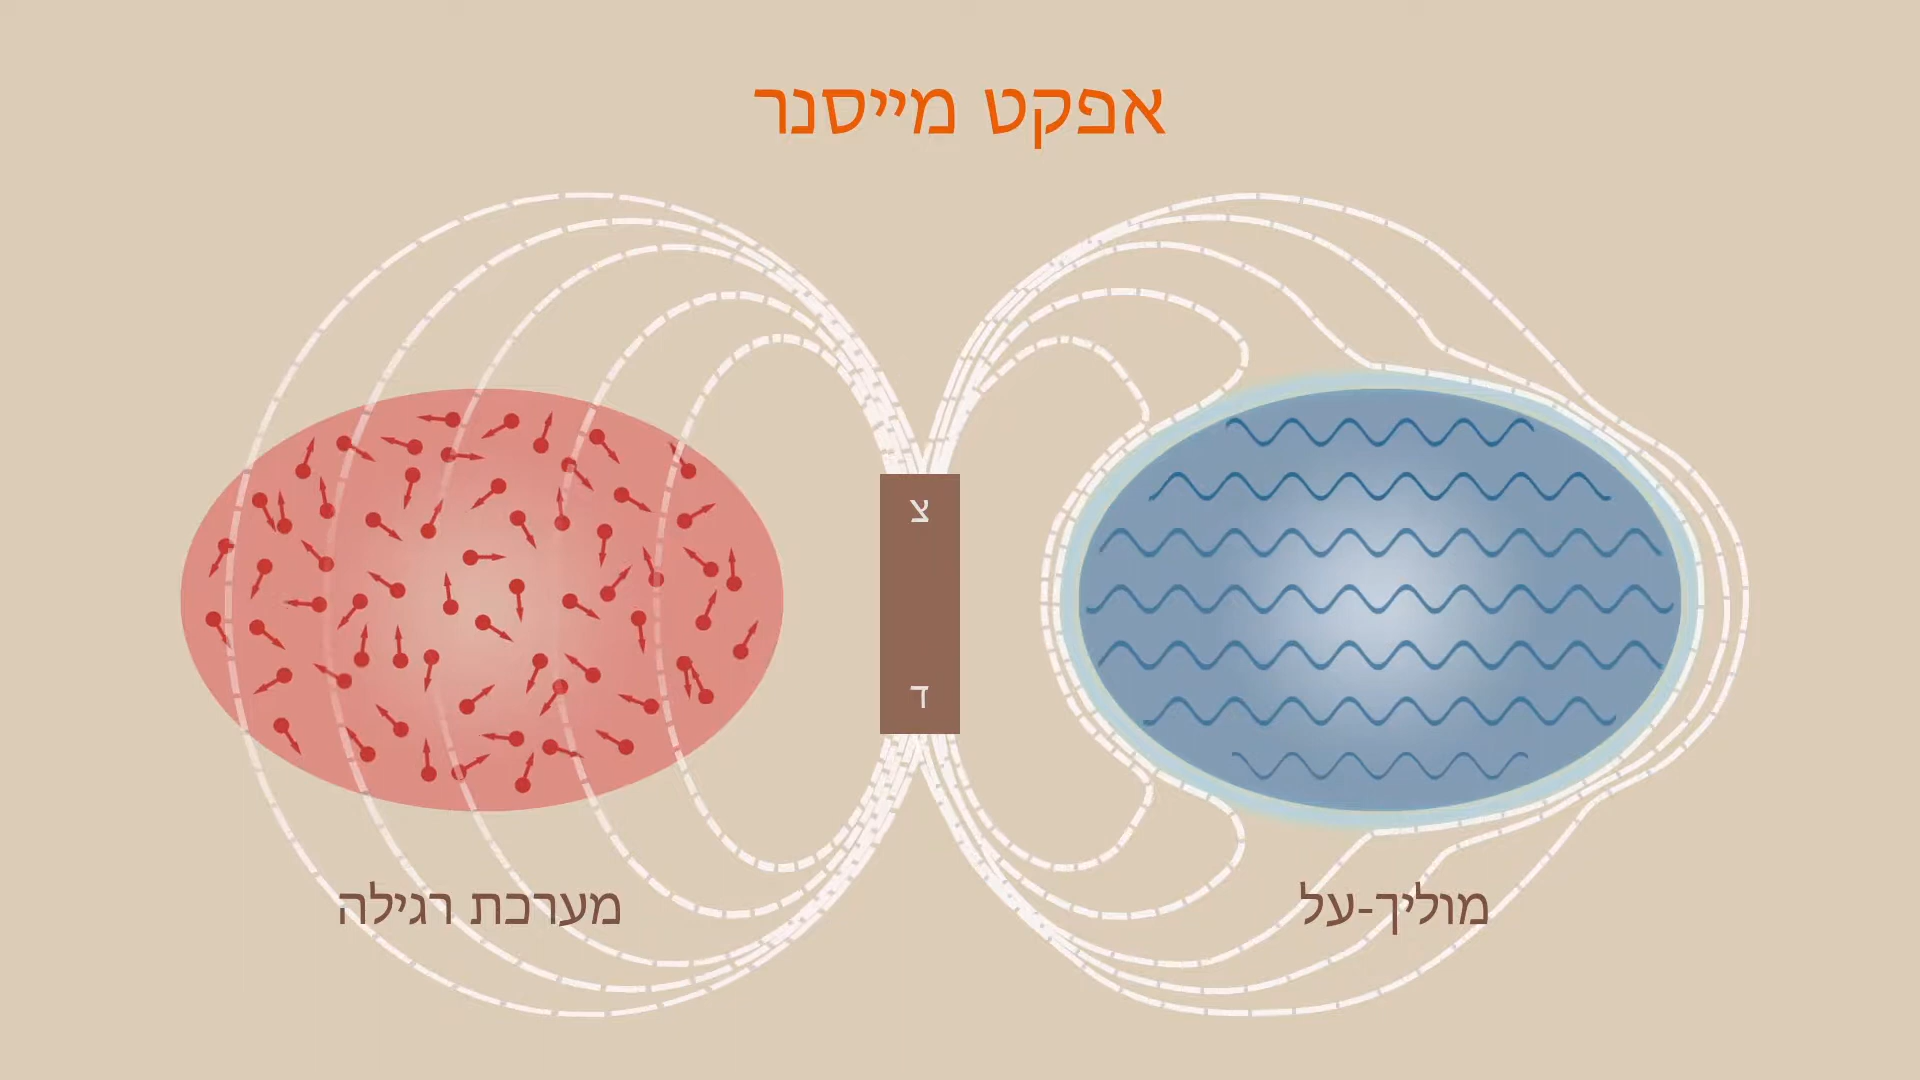 אפקט מייסנר
צ
ד
מוליך-על
מערכת רגילה